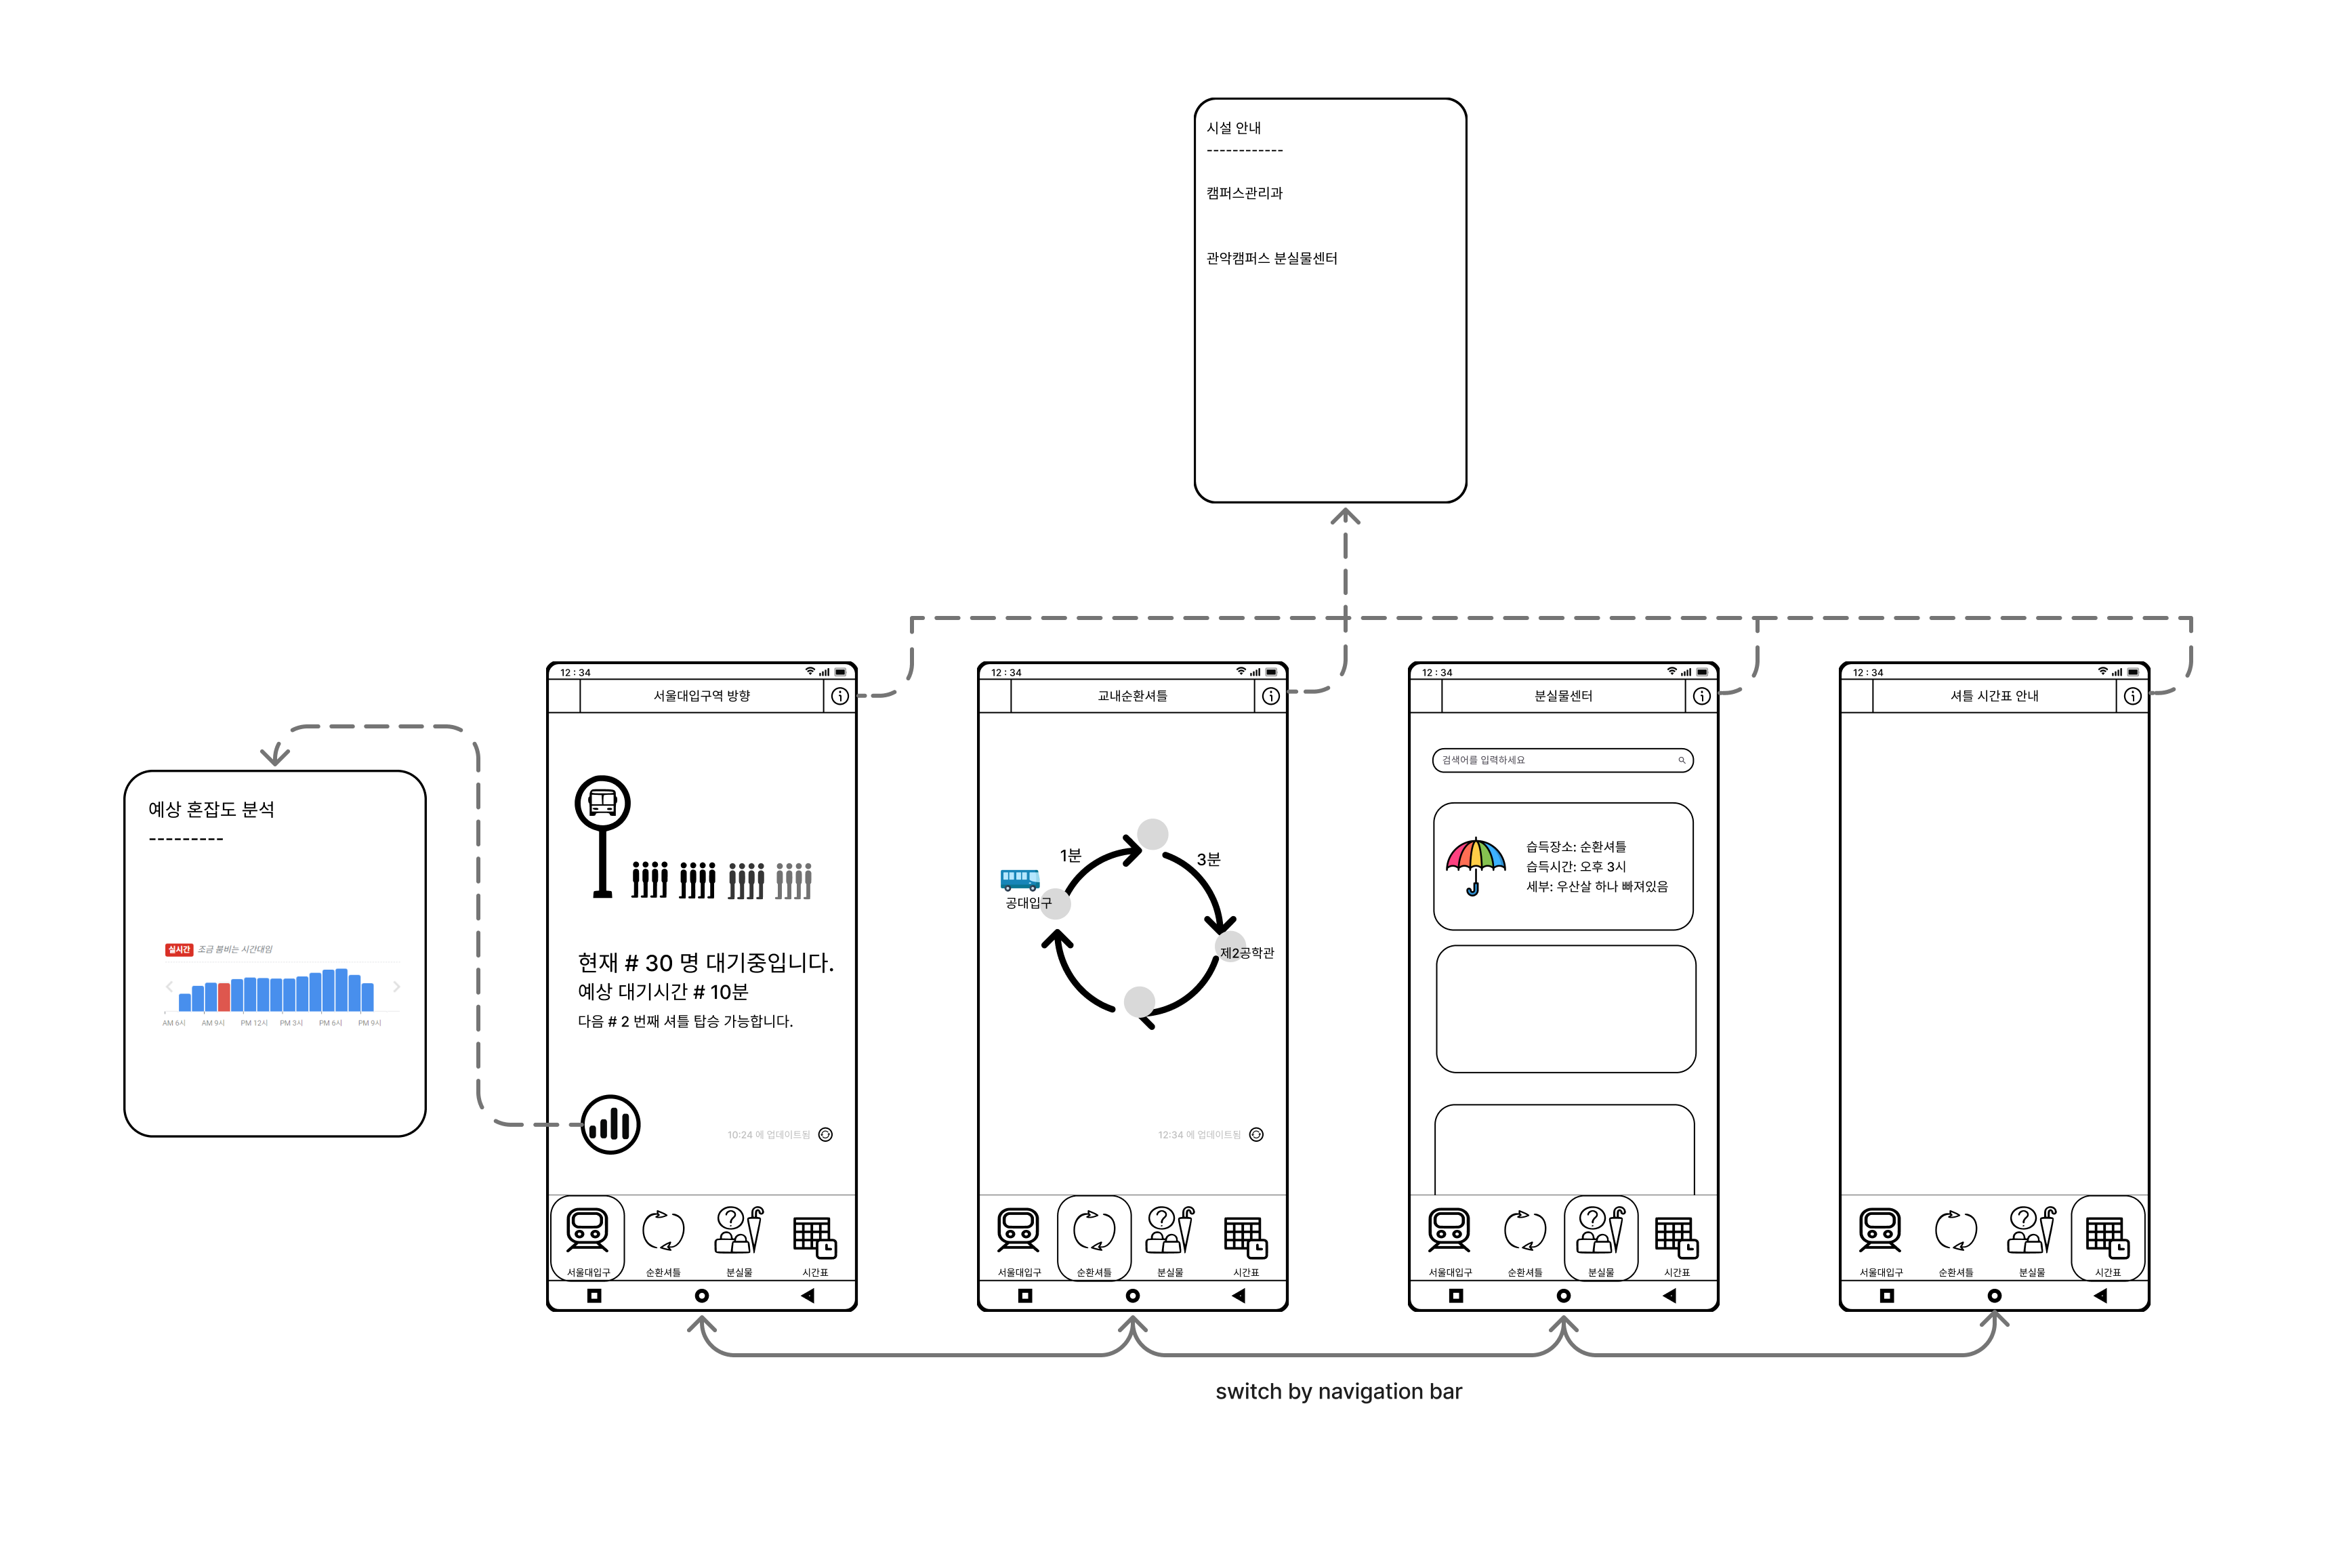 시설 안내
------------
캠퍼스관리과
관악캠퍼스 분실물센터
예상 혼잡도 분석
---------
실시간 조금 붐비는 시간대임
AM 6시 AM 9시 PM 12시 PM 3시 PM 6시 PM 9시
12 : 34
서울대입구역 방향
현재 # 30 명 대기중입니다.
예상 대기시간 # 10분
다음 # 2 번째 셔틀 탑승 가능합니다.
10:24 에 업데이트됨
서울대입구 순환셔틀 분실물 시간표
12 : 34
교내순환셔틀
1분
3분
공대입구
제2공학관
12:34 에 업데이트됨
서울대입구 순환셔틀 분실물 시간표
12 : 34
분실물센터
검색어를 입력하세요
습득장소: 순환셔틀
습득시간: 오후 3시
세부: 우산살 하나 빠져있음
서울대입구 순환셔틀 분실물 시간표
12 : 34
셔틀 시간표 안내
서울대입구 순환셔틀 분실물 시간표
switch by navigation bar